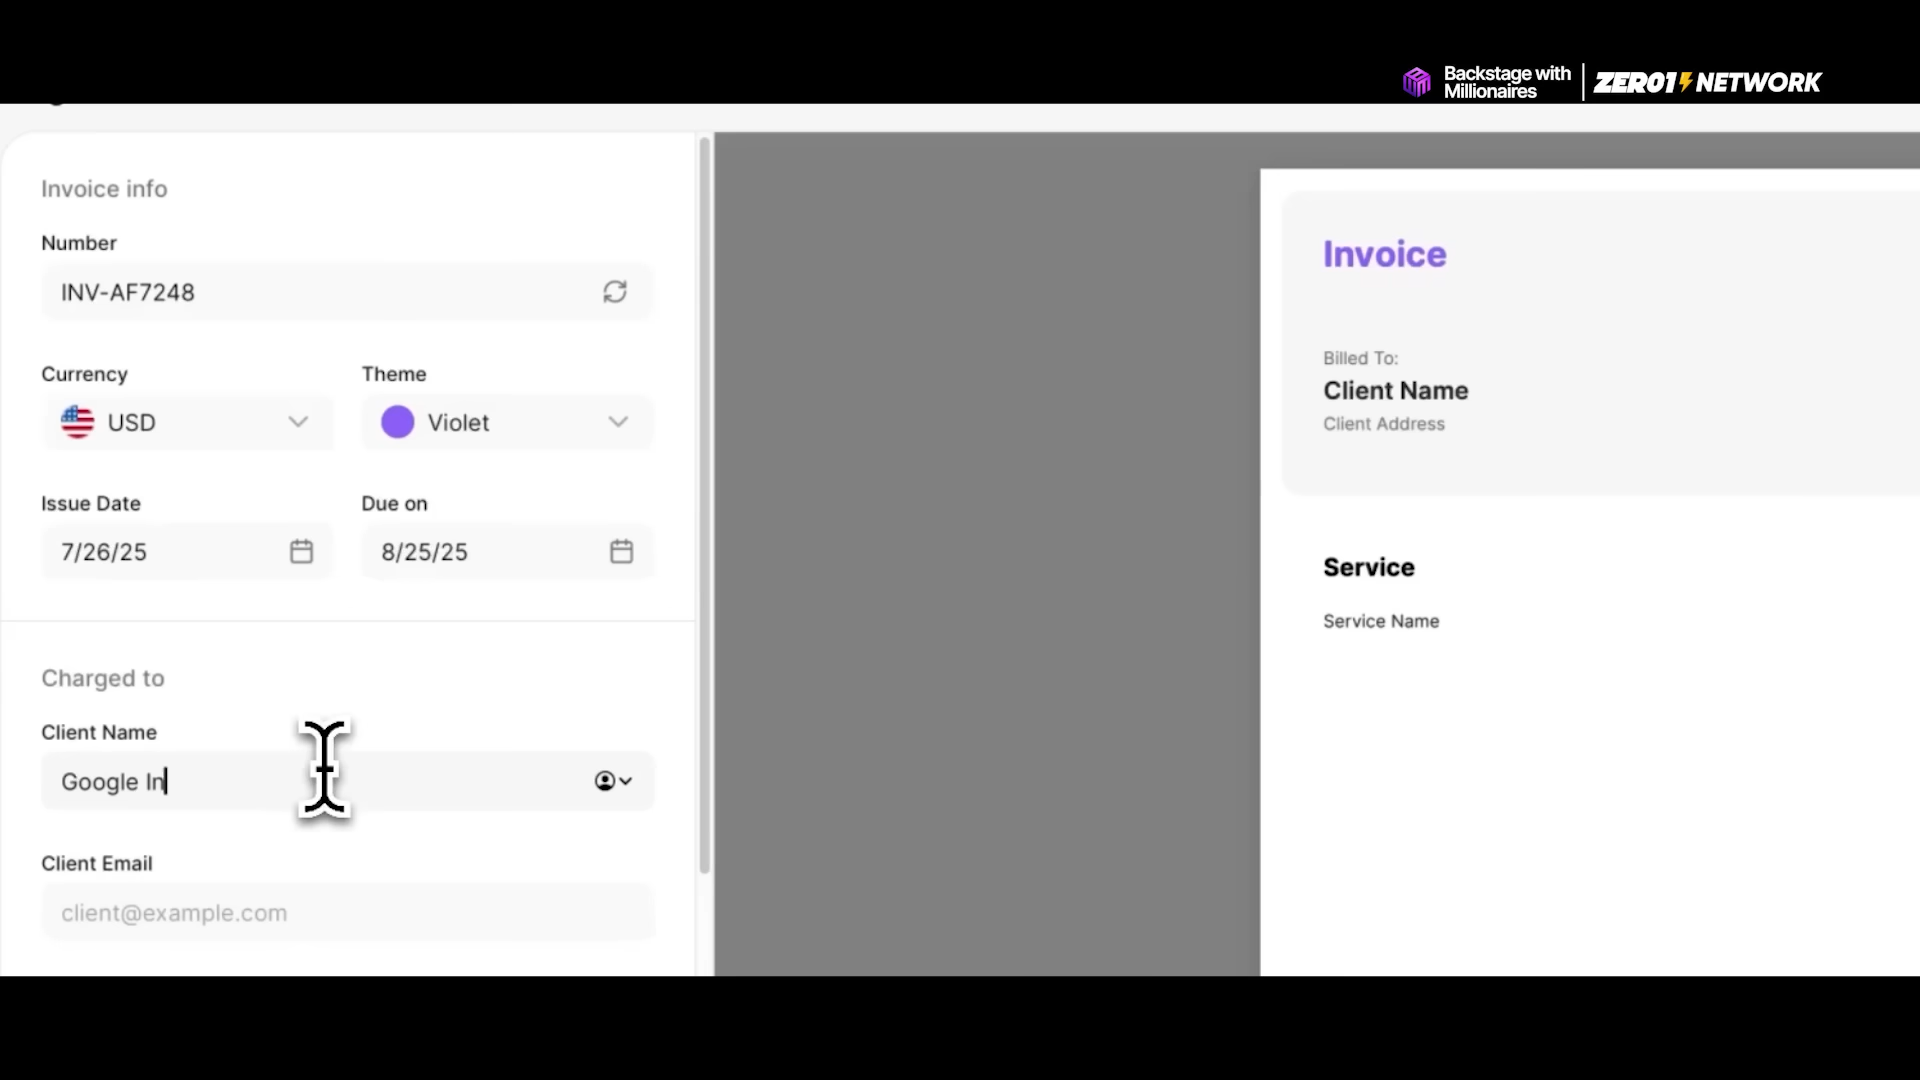 Backstage with
Millionaires
ZERO1 NETWORK
Invoice info
Number
INV-AF7248
Currency
Theme
USD
Violet
Issue Date
Due on
7/26/25
8/25/25
Charged to
Client Name
Google In
Client Email
client@example.com
Invoice
Billed To:
Client Name
Client Address
Service
Service Name